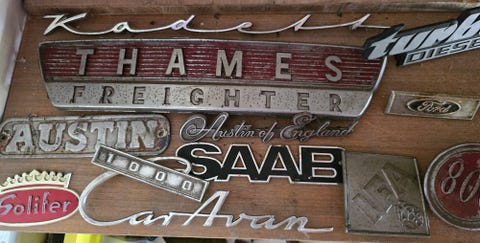 Kadett
turbo
DIESEL
THAMES
FREIGHTER
Ford
AUSTIN
Austin of England
SAAB
1000
Solifer
CarAvan
80